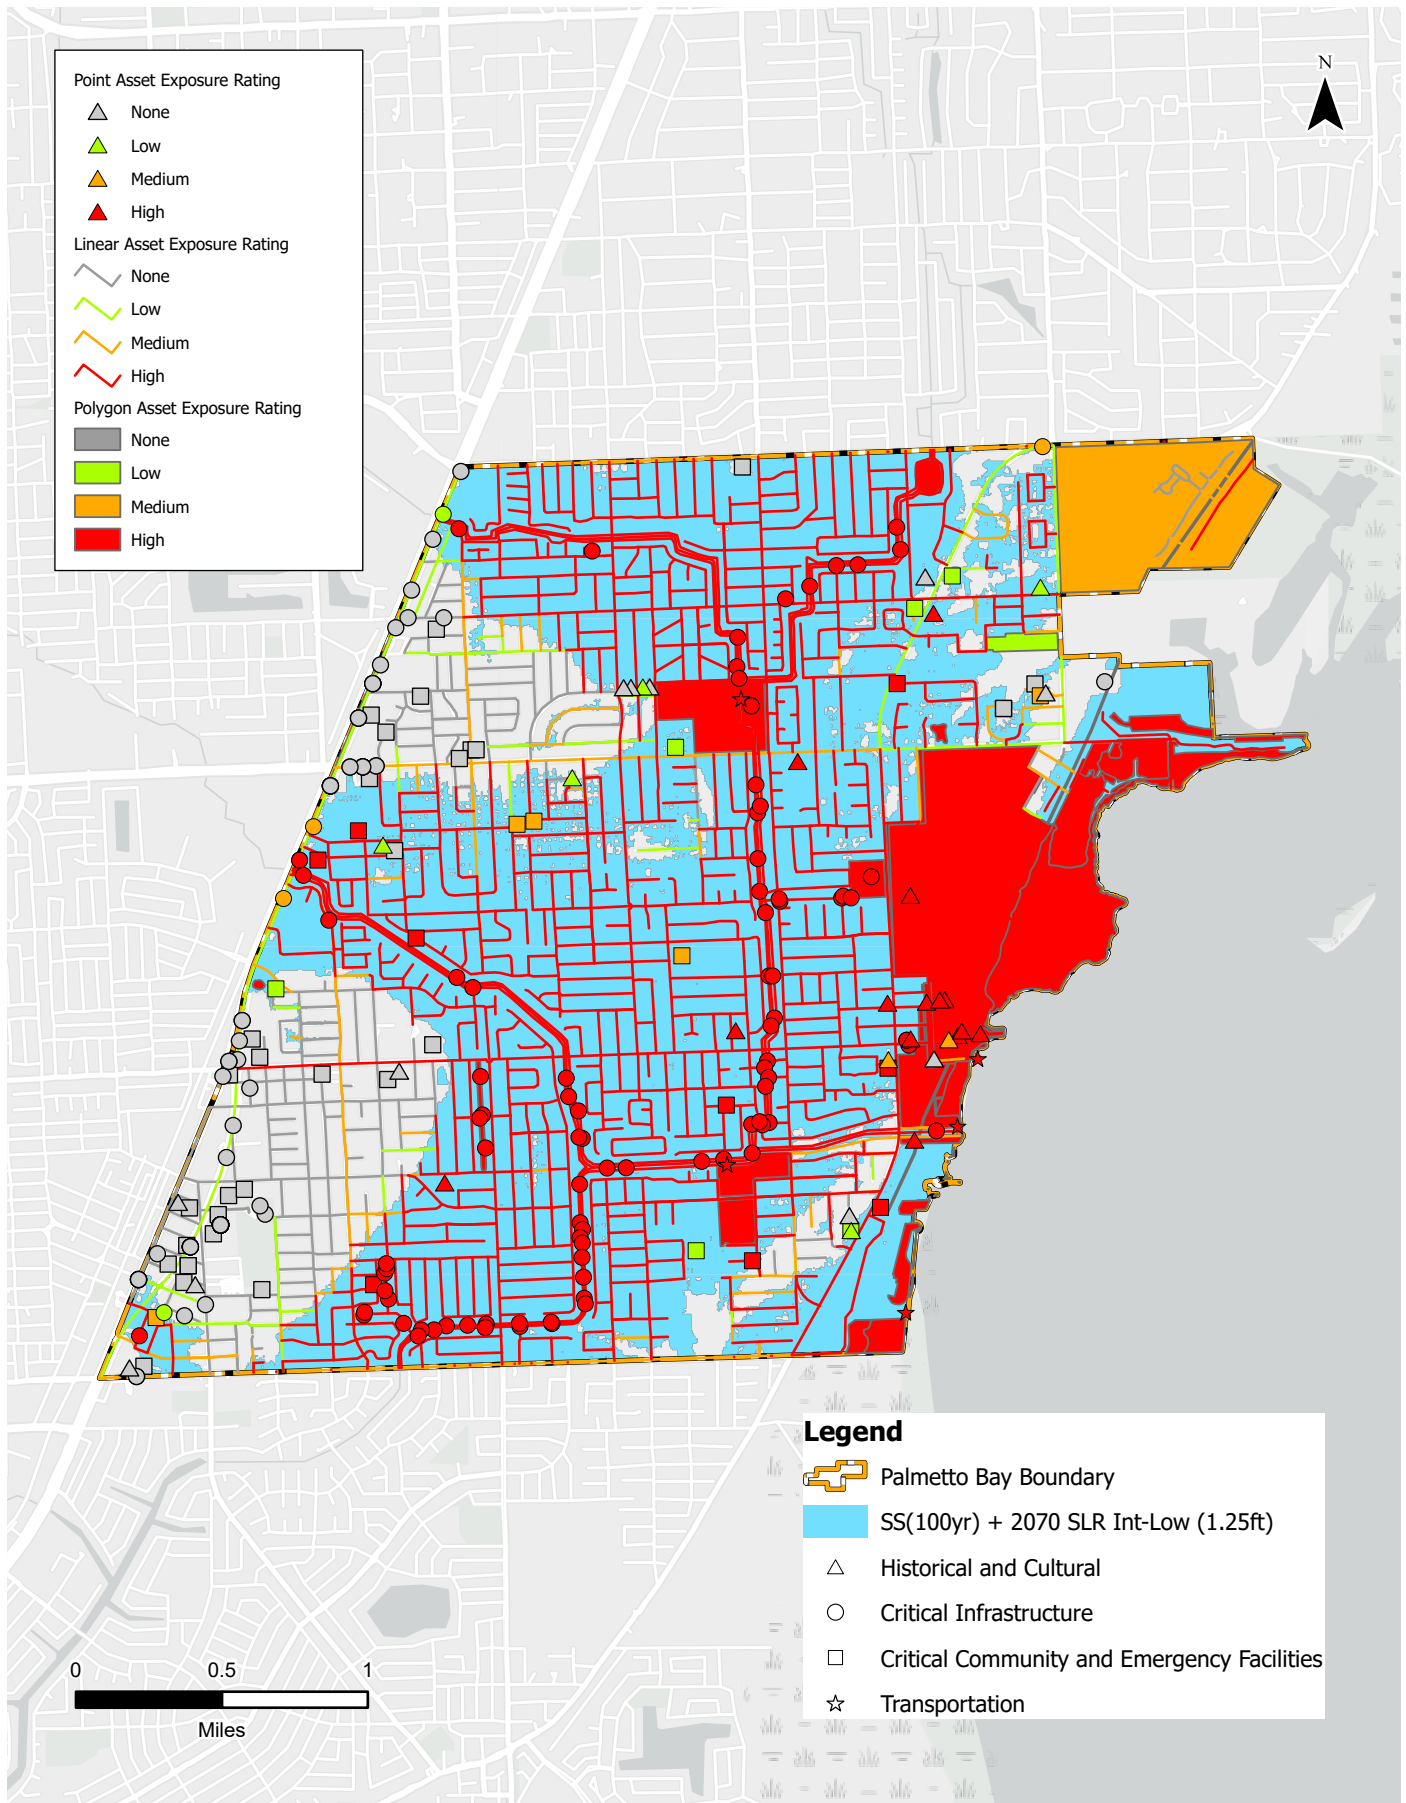 Point Asset Exposure Rating
None
Low
Medium
High
Linear Asset Exposure Rating
None
Low
Medium
High
Polygon Asset Exposure Rating
None
Low
Medium
High
N
Legend
Palmetto Bay Boundary
SS(100yr) + 2070 SLR Int-Low (1.25ft)
Historical and Cultural
Critical Infrastructure
Critical Community and Emergency Facilities
Transportation
0 0.5 1
Miles